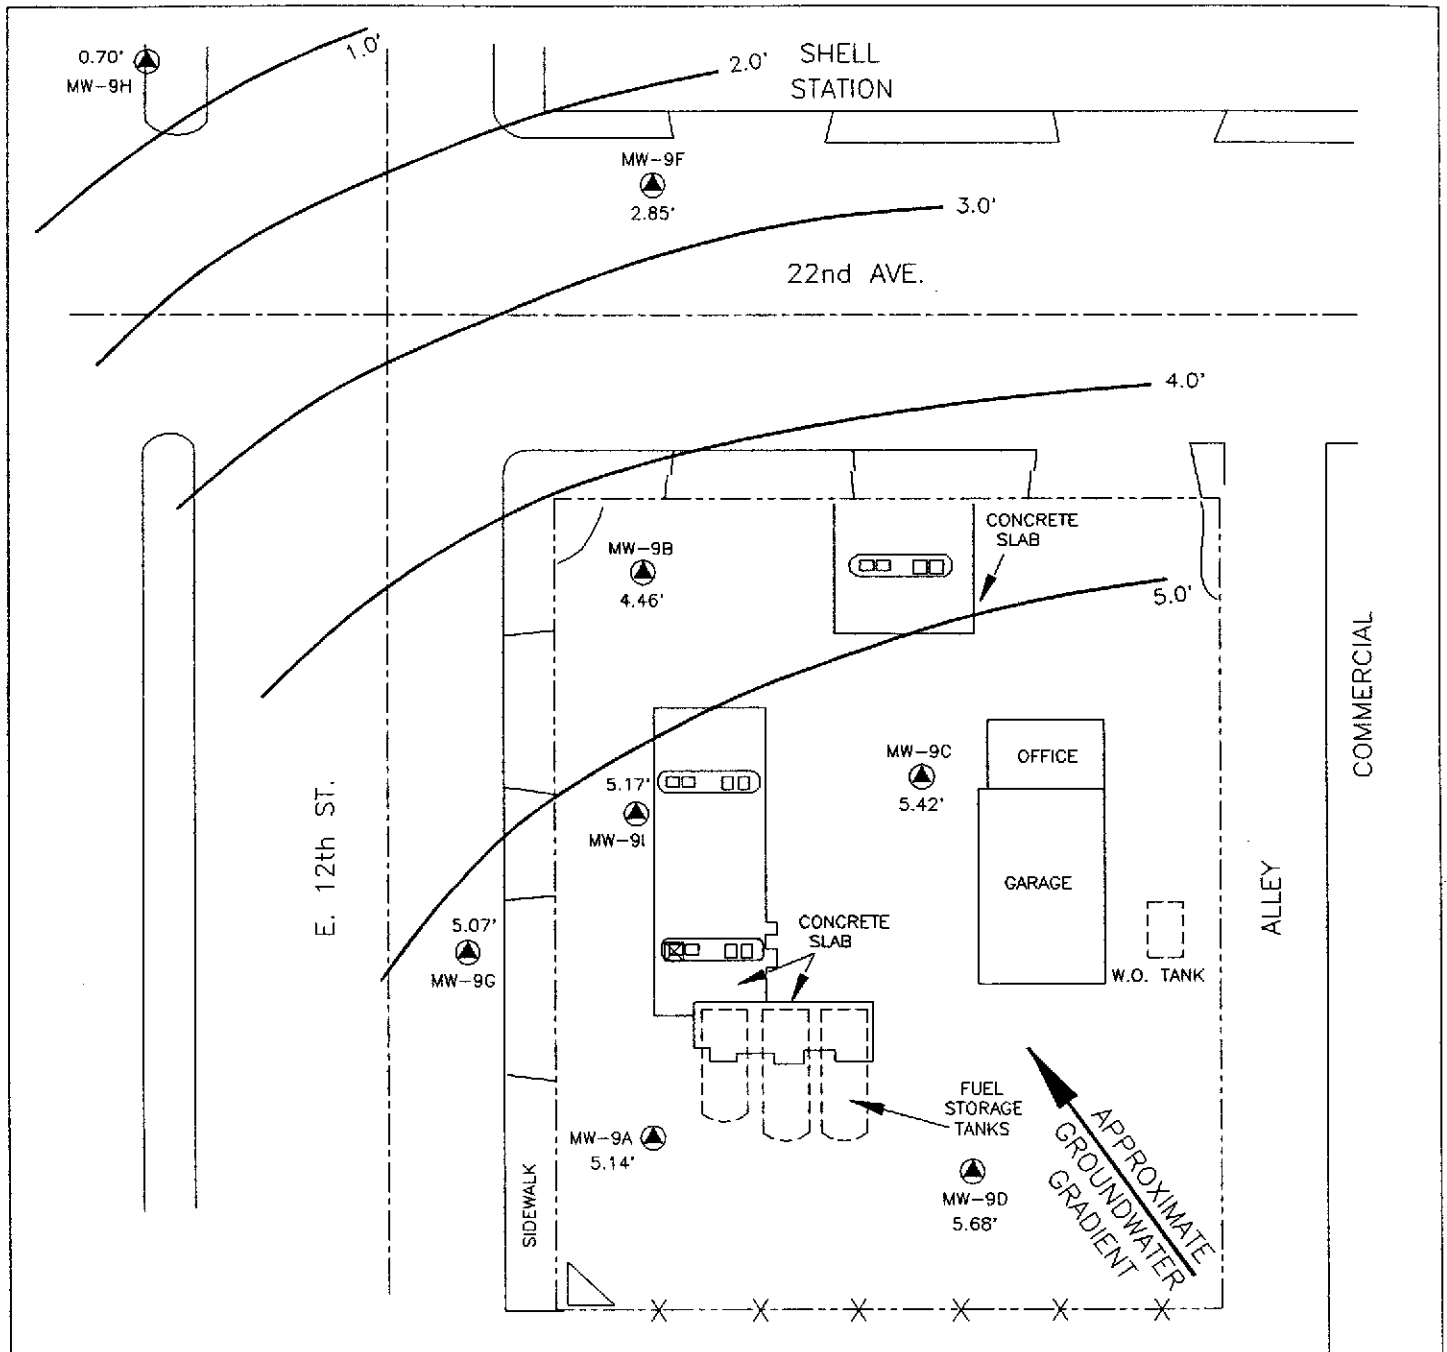 0.70'
MW-9H
1.0'
2.0'
SHELL
STATION
MW-9F
2.85'
3.0'
22nd AVE.
4.0'
CONCRETE
SLAB
MW-9B
4.46'
5.0'
COMMERCIAL
E. 12th ST.
5.17'
MW-9I
MW-9C
5.42'
OFFICE
GARAGE
ALLEY
W.O. TANK
5.07'
MW-9G
CONCRETE
SLAB
FUEL
STORAGE
TANKS
MW-9A
5.14'
MW-9D
5.68'
SIDEWALK
APPROXIMATE
GROUNDWATER
GRADIENT